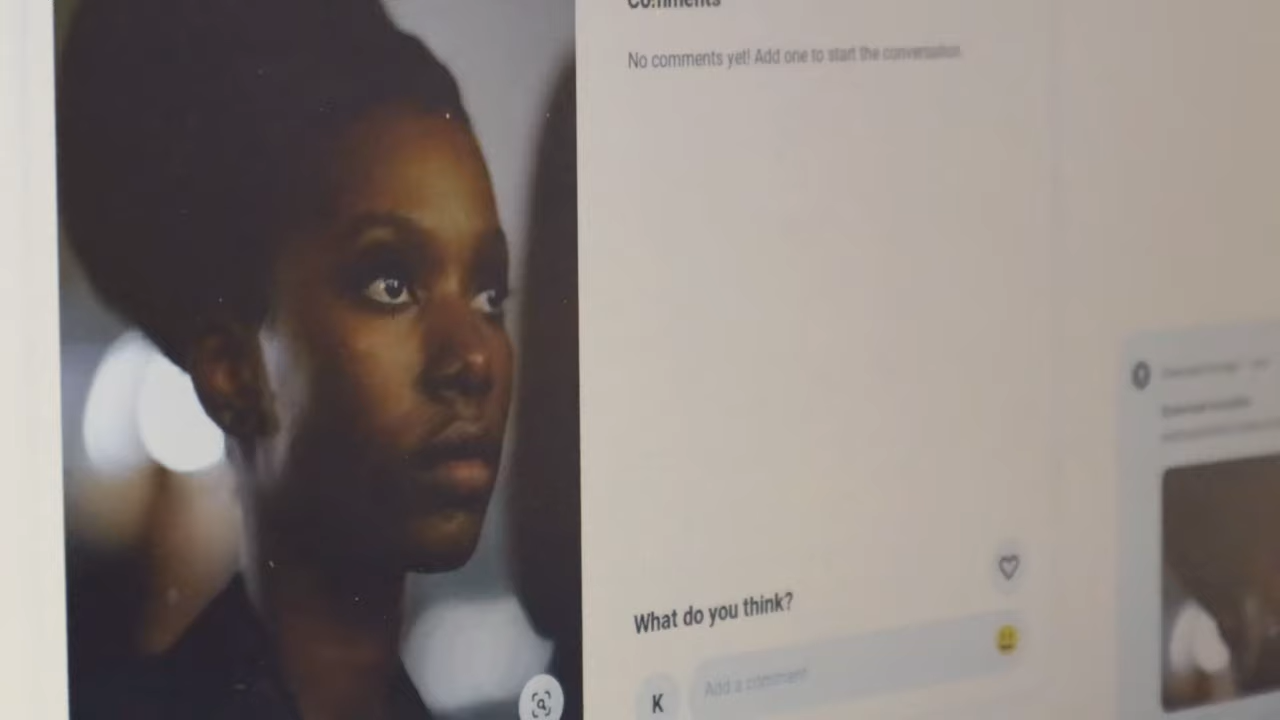 Comments
No comments yet! Add one to start the conversation.
What do you think?
Add a comment
K